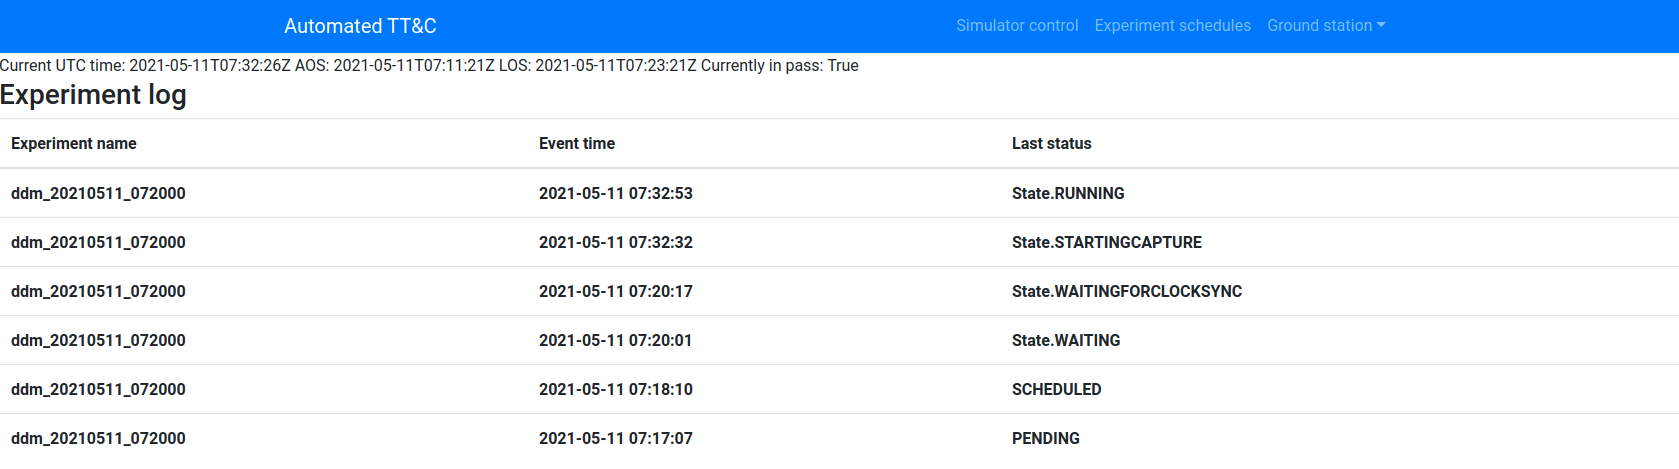 Automated TT&C Simulator control Experiment schedules Ground station
Current UTC time: 2021-05-11T07:32:26Z AOS: 2021-05-11T07:11:21Z LOS: 2021-05-11T07:23:21Z Currently in pass: True
Experiment log
Experiment name Event time Last status
ddm_20210511_072000 2021-05-11 07:32:53 State.RUNNING
ddm_20210511_072000 2021-05-11 07:32:32 State.STARTINGCAPTURE
ddm_20210511_072000 2021-05-11 07:20:17 State.WAITINGFORCLOCKSYNC
ddm_20210511_072000 2021-05-11 07:20:01 State.WAITING
ddm_20210511_072000 2021-05-11 07:18:10 SCHEDULED
ddm_20210511_072000 2021-05-11 07:17:07 PENDING